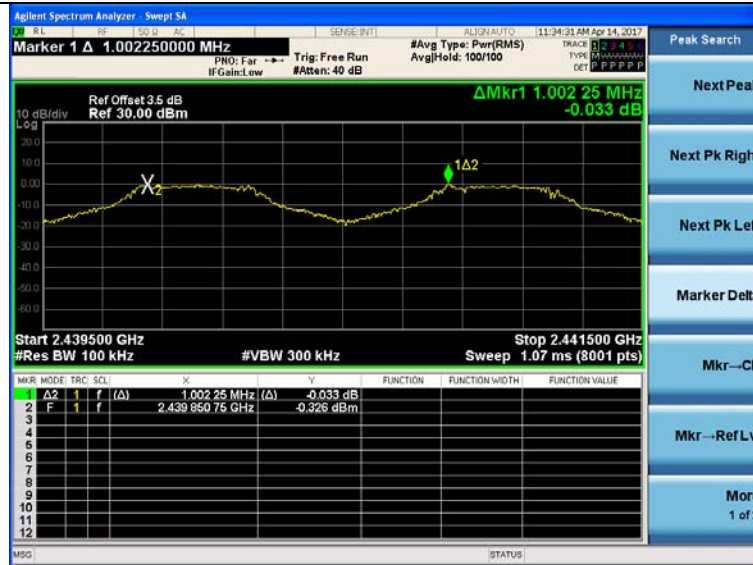 Agilent Spectrum Analyzer - Swept SA
RL RF 50 Ω AC SENSE:INT ALIGN AUTO 11:34:31 AM Apr 14, 2017
Marker 1 Δ 1.002250000 MHz
PNO: Far
IFGain:Low
Trig: Free Run
#Atten: 40 dB
#Avg Type: Pwr(RMS)
Avg|Hold: 100/100
TRACE 1 2 3 4 5 6
TYPE M
DET P P P P P P
Peak Search
Next Peak
Next Pk Righ
Next Pk Lef
Marker Delt
Mkr→C
Mkr→Ref Lv
More
1 of
Ref Offset 3.5 dB
10 dB/div Ref 30.00 dBm
Log
ΔMkr1 1.002 25 MHz
-0.033 dB
20.0
10.0
0.00
-10.0
-20.0
-30.0
-40.0
-50.0
-60.0
X2
1Δ2
Start 2.439500 GHz Stop 2.441500 GHz
#Res BW 100 kHz #VBW 300 kHz Sweep 1.07 ms (8001 pts)
MKR MODE TRC SCL X Y FUNCTION FUNCTION WIDTH FUNCTION VALUE
1 Δ2 1 f (Δ) 1.002 25 MHz (Δ) -0.033 dB
2 F 1 f 2.439 850 75 GHz -0.326 dBm
3
4
5
6
7
8
9
10
11
12
MSG STATUS